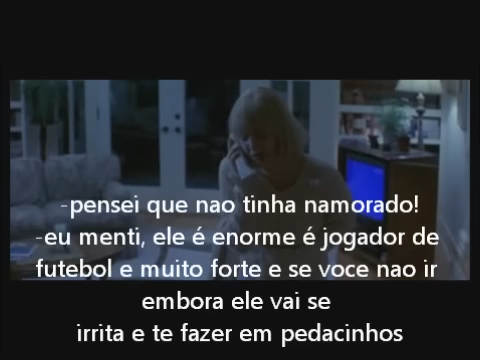 -pensei que nao tinha namorado!
-eu menti, ele é enorme é jogador de
futebol e muito forte e se voce nao ir
embora ele vai se
irrita e te fazer em pedacinhos